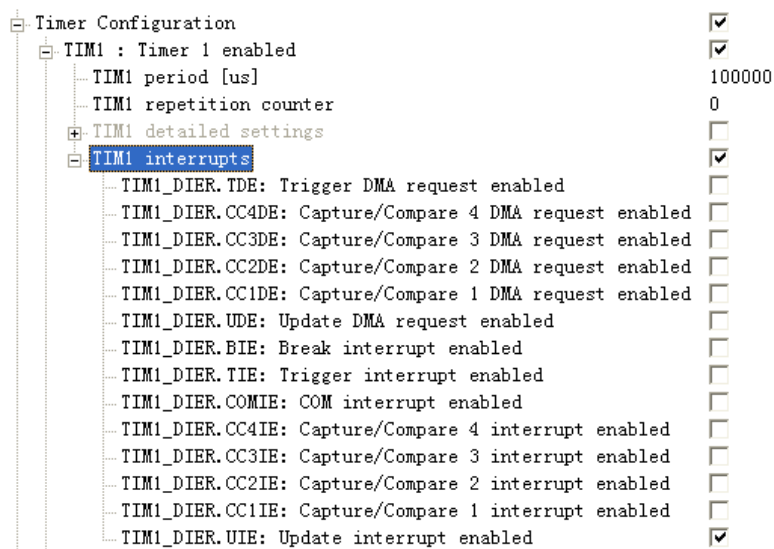 Timer Configuration
TIM1 : Timer 1 enabled
TIM1 period [us] 100000
TIM1 repetition counter 0
TIM1 detailed settings
TIM1 interrupts
TIM1_DIER.TDE: Trigger DMA request enabled
TIM1_DIER.CC4DE: Capture/Compare 4 DMA request enabled
TIM1_DIER.CC3DE: Capture/Compare 3 DMA request enabled
TIM1_DIER.CC2DE: Capture/Compare 2 DMA request enabled
TIM1_DIER.CC1DE: Capture/Compare 1 DMA request enabled
TIM1_DIER.UDE: Update DMA request enabled
TIM1_DIER.BIE: Break interrupt enabled
TIM1_DIER.TIE: Trigger interrupt enabled
TIM1_DIER.COMIE: COM interrupt enabled
TIM1_DIER.CC4IE: Capture/Compare 4 interrupt enabled
TIM1_DIER.CC3IE: Capture/Compare 3 interrupt enabled
TIM1_DIER.CC2IE: Capture/Compare 2 interrupt enabled
TIM1_DIER.CC1IE: Capture/Compare 1 interrupt enabled
TIM1_DIER.UIE: Update interrupt enabled